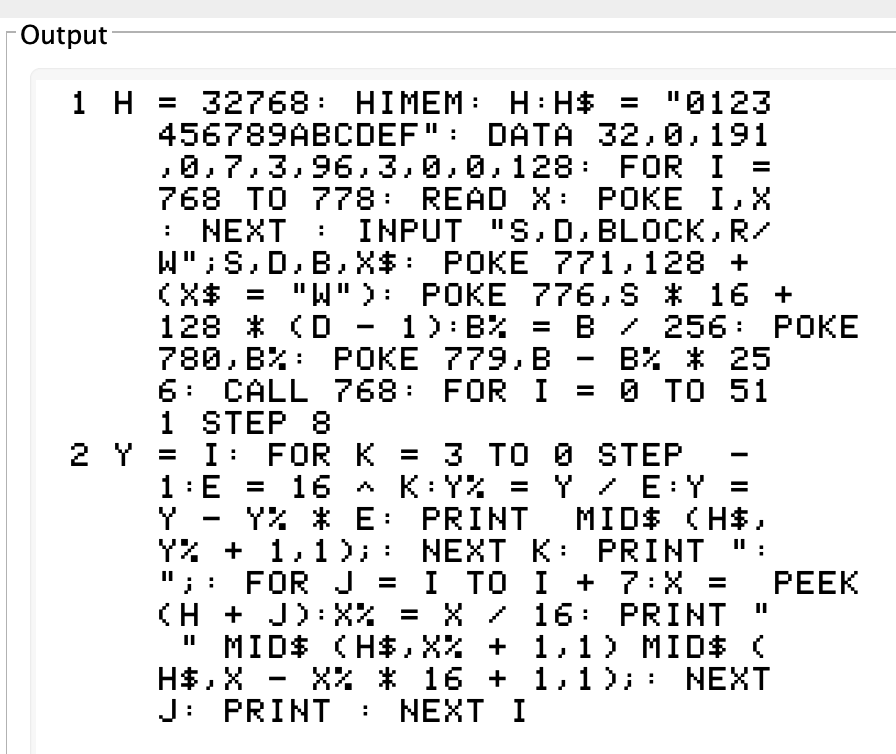 Output
1 H = 32768: HIMEM: H:H$ = "0123
456789ABCDEF": DATA 32,0,191
,0,7,3,96,3,0,0,128: FOR I =
768 TO 778: READ X: POKE I,X
: NEXT : INPUT "S,D,BLOCK,R/
W";S,D,B,X$: POKE 771,128 +
(X$ = "W"): POKE 776,S * 16 +
128 * (D - 1):B% = B / 256: POKE
780,B%: POKE 779,B - B% * 25
6: CALL 768: FOR I = 0 TO 51
1 STEP 8
2 Y = I: FOR K = 3 TO 0 STEP  -
1:E = 16 ^ K:Y% = Y / E:Y =
Y - Y% * E: PRINT  MID$ (H$,
Y% + 1,1);: NEXT K: PRINT ":
";: FOR J = I TO I + 7:X =  PEEK
(H + J):X% = X / 16: PRINT "
 " MID$ (H$,X% + 1,1) MID$ (
H$,X - X% * 16 + 1,1);: NEXT
J: PRINT : NEXT I